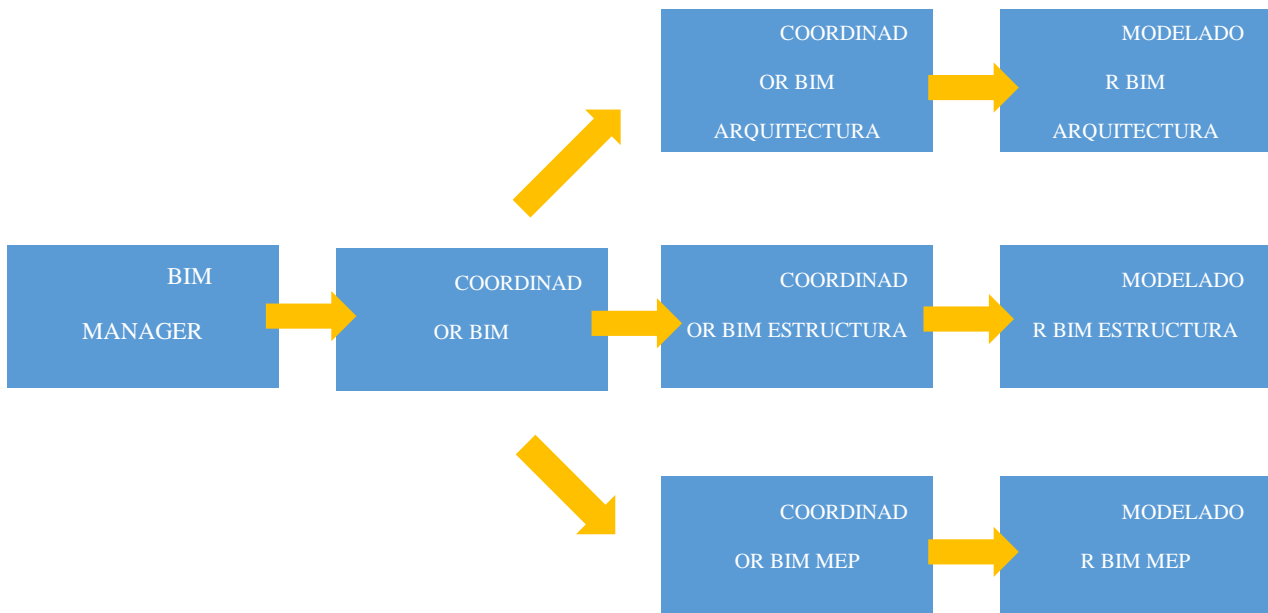 COORDINAD
OR BIM
ARQUITECTURA
MODELADO
R BIM
ARQUITECTURA
BIM
MANAGER
COORDINAD
OR BIM
COORDINAD
OR BIM ESTRUCTURA
MODELADO
R BIM ESTRUCTURA
COORDINAD
OR BIM MEP
MODELADO
R BIM MEP